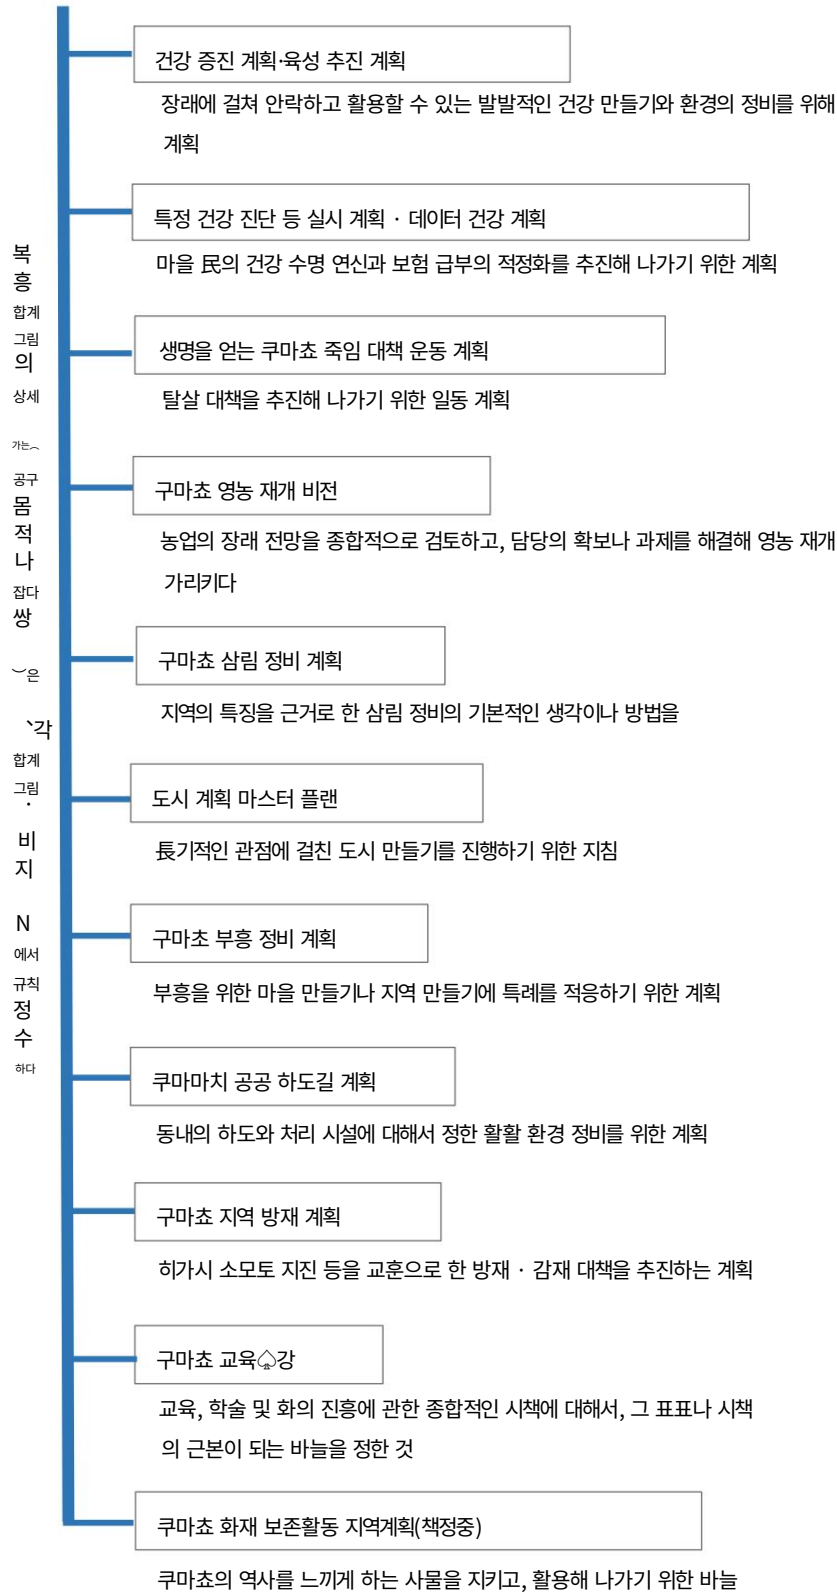 건강 증진 계획·육성 추진 계획
장래에 걸쳐 안락하고 활용할 수 있는 발발적인 건강 만들기와 환경의 정비를 위해
계획
특정 건강 진단 등 실시 계획 · 데이터 건강 계획
마을 民의 건강 수명 연신과 보험 급부의 적정화를 추진해 나가기 위한 계획
생명을 얻는 쿠마쵸 죽임 대책 운동 계획
탈살 대책을 추진해 나가기 위한 일동 계획
구마쵸 영농 재개 비전
농업의 장래 전망을 종합적으로 검토하고, 담당의 확보나 과제를 해결해 영농 재개
가리키다
구마쵸 삼림 정비 계획
지역의 특징을 근거로 한 삼림 정비의 기본적인 생각이나 방법을
도시 계획 마스터 플랜
長기적인 관점에 걸친 도시 만들기를 진행하기 위한 지침
구마초 부흥 정비 계획
부흥을 위한 마을 만들기나 지역 만들기에 특례를 적응하기 위한 계획
쿠마마치 공공 하도길 계획
동내의 하도와 처리 시설에 대해서 정한 활활 환경 정비를 위한 계획
구마쵸 지역 방재 계획
히가시 소모토 지진 등을 교훈으로 한 방재 · 감재 대책을 추진하는 계획
구마쵸 교육♤강
교육, 학술 및 화의 진흥에 관한 종합적인 시책에 대해서, 그 표표나 시책
의 근본이 되는 바늘을 정한 것
쿠마쵸 화재 보존활동 지역계획(책정중)
쿠마쵸의 역사를 느끼게 하는 사물을 지키고, 활용해 나가기 위한 바늘
복
흥
합계
그림
의
상세
가는︵
공구
몸
적
나
잡다
쌍
︶은
、각
합계
그림
·
비
지
N
에서
규칙
정
수
하다